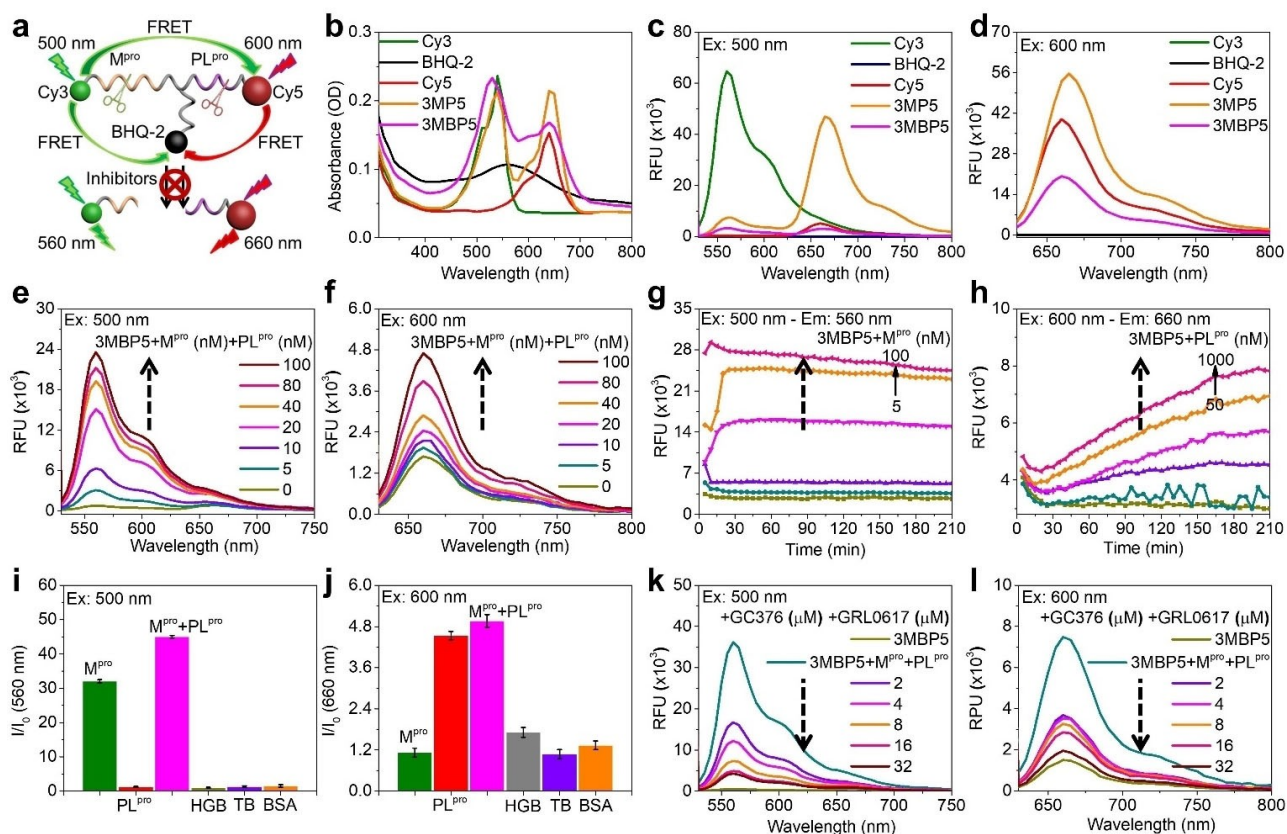 a
FRET
500 nm
600 nm
Mpro
PLpro
Cy3
Cy5
BHQ-2
FRET
FRET
Inhibitors
560 nm
660 nm
b
Cy3
BHQ-2
Cy5
3MP5
3MBP5
0.3
0.2
0.1
0.0
Absorbance (OD)
400 500 600 700 800
Wavelength (nm)
c
Ex: 500 nm
Cy3
BHQ-2
Cy5
3MP5
3MBP5
80
60
40
20
0
RFU (x10³)
550 600 650 700 750 800
Wavelength (nm)
d
Ex: 600 nm
Cy3
BHQ-2
Cy5
3MP5
3MBP5
70
56
42
28
14
0
RFU (x10³)
650 700 750 800
Wavelength (nm)
e
Ex: 500 nm
3MBP5+Mpro (nM)+PLpro (nM)
100
80
40
20
10
5
0
30
24
18
12
6
0
RFU (x10³)
550 600 650 700 750
Wavelength (nm)
f
Ex: 600 nm
3MBP5+Mpro (nM)+PLpro (nM)
100
80
40
20
10
5
0
6.0
4.8
3.6
2.4
1.2
0.0
RFU (x10³)
650 700 750 800
Wavelength (nm)
g
Ex: 500 nm - Em: 560 nm
3MBP5+Mpro (nM)
100
5
35
28
21
14
7
0
RFU (x10³)
0 30 60 90 120 150 180 210
Time (min)
h
Ex: 600 nm - Em: 660 nm
3MBP5+PLpro (nM)
1000
50
10
8
6
4
RFU (x10³)
0 30 60 90 120 150 180 210
Time (min)
i
Ex: 500 nm
Mpro+PLpro
Mpro
60
50
40
30
20
10
0
I/I0 (560 nm)
PLpro HGB TB BSA
j
Ex: 600 nm
Mpro+PLpro
Mpro
6.0
4.8
3.6
2.4
1.2
0.0
I/I0 (660 nm)
PLpro HGB TB BSA
k
Ex: 500 nm
+GC376 (μM) +GRL0617 (μM)
3MBP5
3MBP5+Mpro+PLpro
2
4
8
16
32
50
40
30
20
10
0
RFU (x10³)
550 600 650 700 750
Wavelength (nm)
l
Ex: 600 nm
+GC376 (μM) +GRL0617 (μM)
3MBP5
3MBP5+Mpro+PLpro
2
4
8
16
32
10
8
6
4
2
0
RPU (x10³)
650 700 750 800
Wavelength (nm)